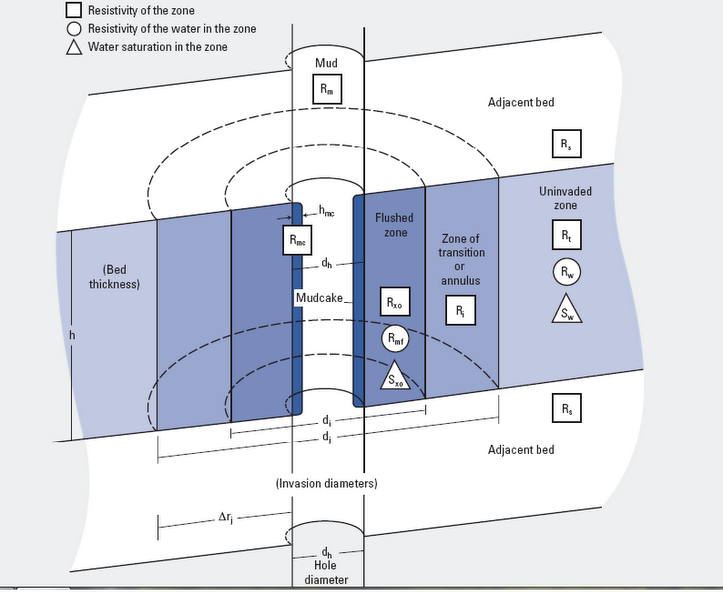 Resistivity of the zone
Resistivity of the water in the zone
Water saturation in the zone
Mud
Rm
Adjacent bed
Rs
Uninvaded
zone
Rt
Rw
Sw
hmc
Rmc
Flushed
zone
Zone of
transition
or
annulus
(Bed
thickness)
dh
Mudcake
Rxo
Ri
Rmf
Sxo
h
Rs
di
dj
Adjacent bed
(Invasion diameters)
Δrj
dh
Hole
diameter